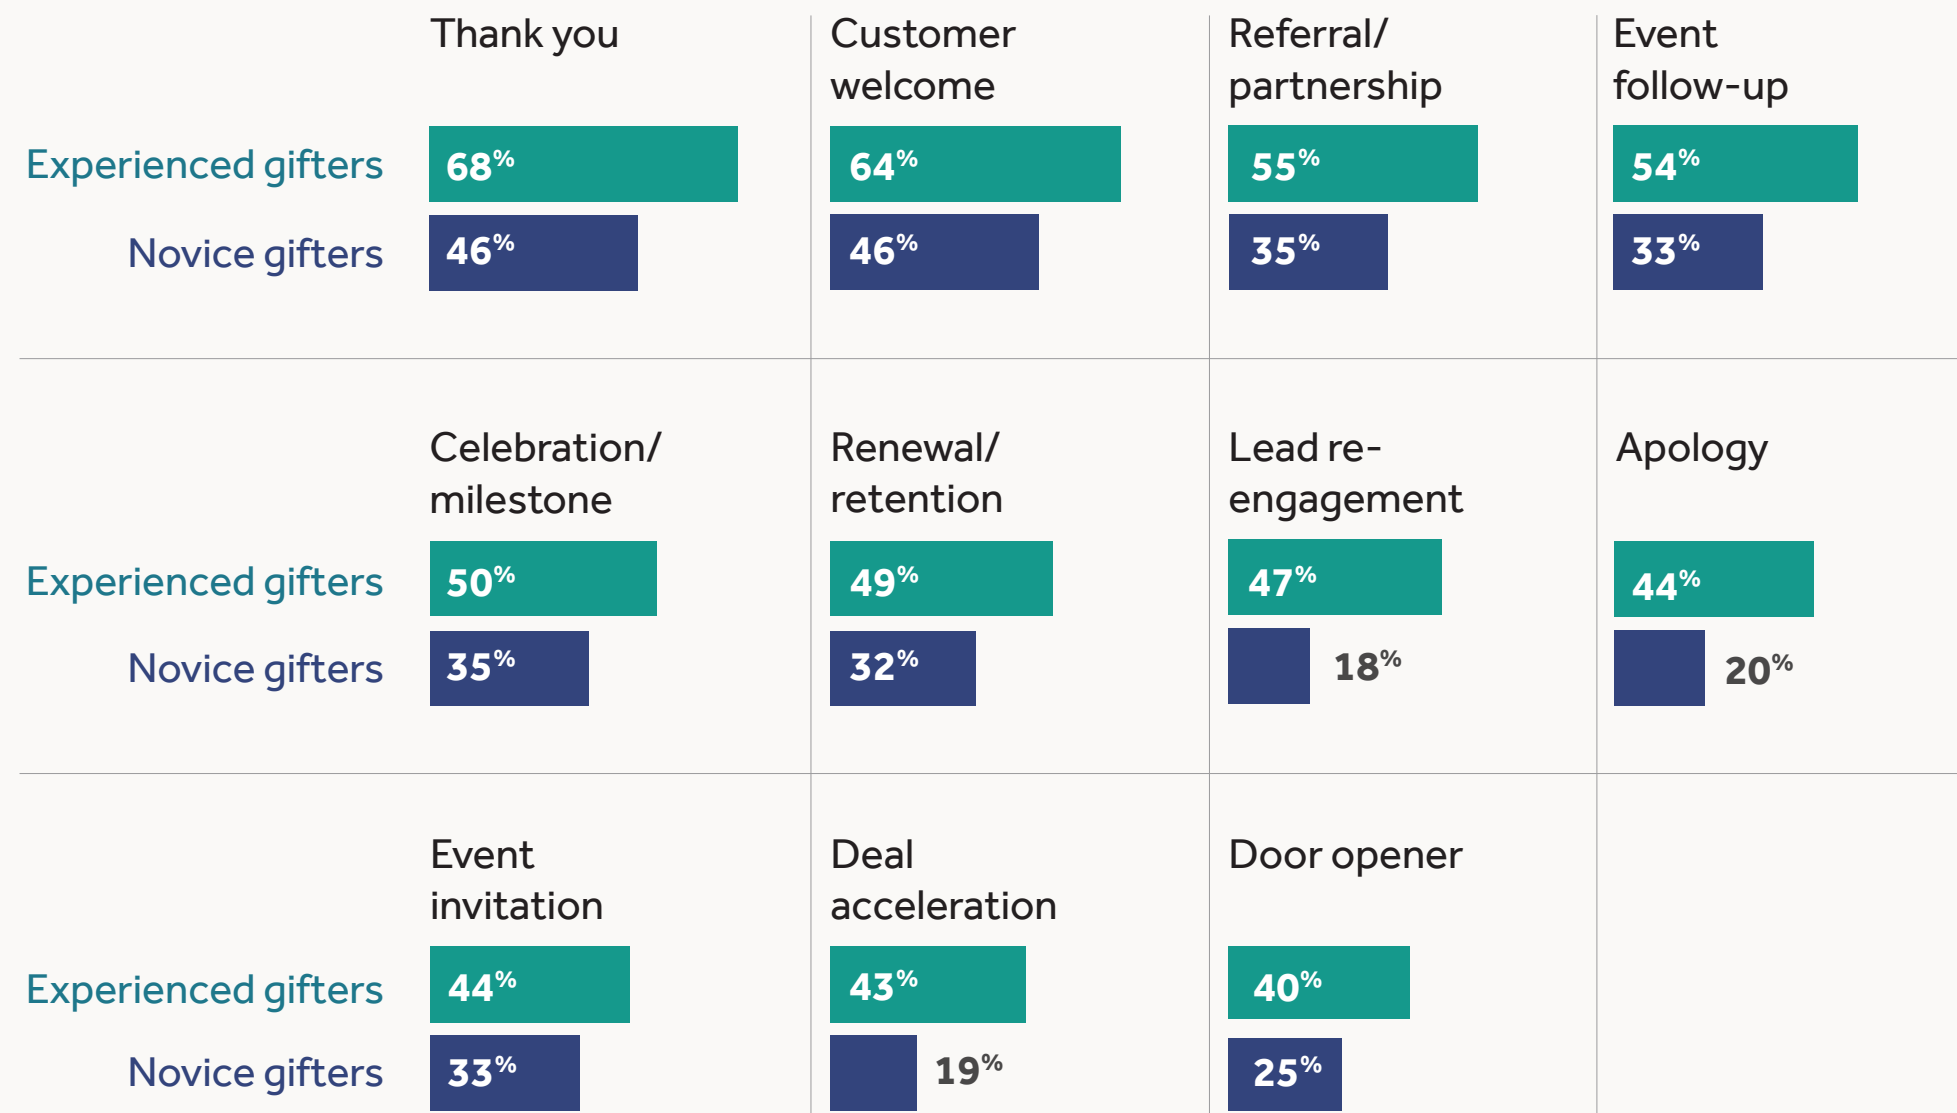 Thank you
Customer
welcome
Referral/
partnership
Event
follow-up
Experienced gifters
68%
64%
55%
54%
Novice gifters
46%
46%
35%
33%
Celebration/
milestone
Renewal/
retention
Lead re-
engagement
Apology
Experienced gifters
50%
49%
47%
44%
Novice gifters
35%
32%
18%
20%
Event
invitation
Deal
acceleration
Door opener
Experienced gifters
44%
43%
40%
Novice gifters
33%
19%
25%